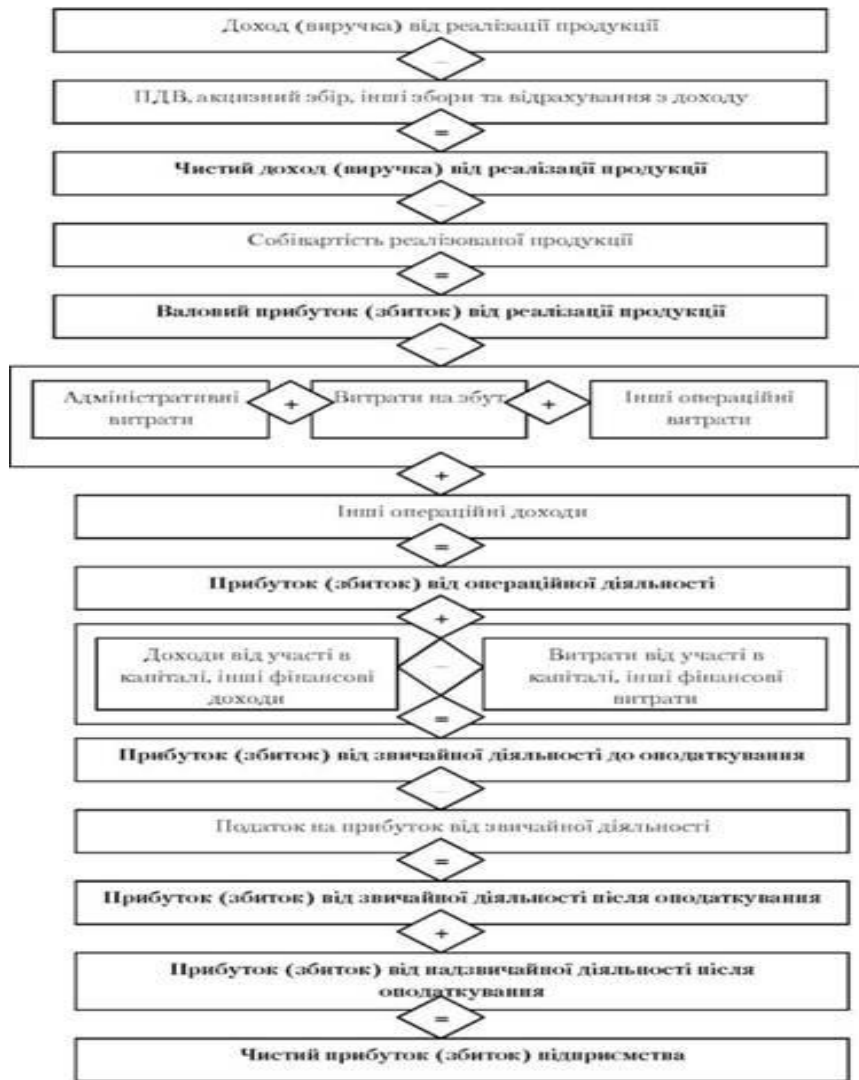 Доход (виручка) від реалізації продукції
–
ПДВ, акцизний збір, інші збори та відрахування з доходу
=
Чистий доход (виручка) від реалізації продукції
–
Собівартість реалізованої продукції
=
Валовий прибуток (збиток) від реалізації продукції
–
Адміністративні
витрати
+
Витрати на збут
+
Інші операційні
витрати
+
Інші операційні доходи
=
Прибуток (збиток) від операційної діяльності
+
Доходи від участі в
капіталі, інші фінансові
доходи
–
Витрати від участі в
капіталі, інші фінансові
витрати
=
Прибуток (збиток) від звичайної діяльності до оподаткування
–
Податок на прибуток від звичайної діяльності
=
Прибуток (збиток) від звичайної діяльності після оподаткування
+
Прибуток (збиток) від надзвичайної діяльності після
оподаткування
=
Чистий прибуток (збиток) підприємства